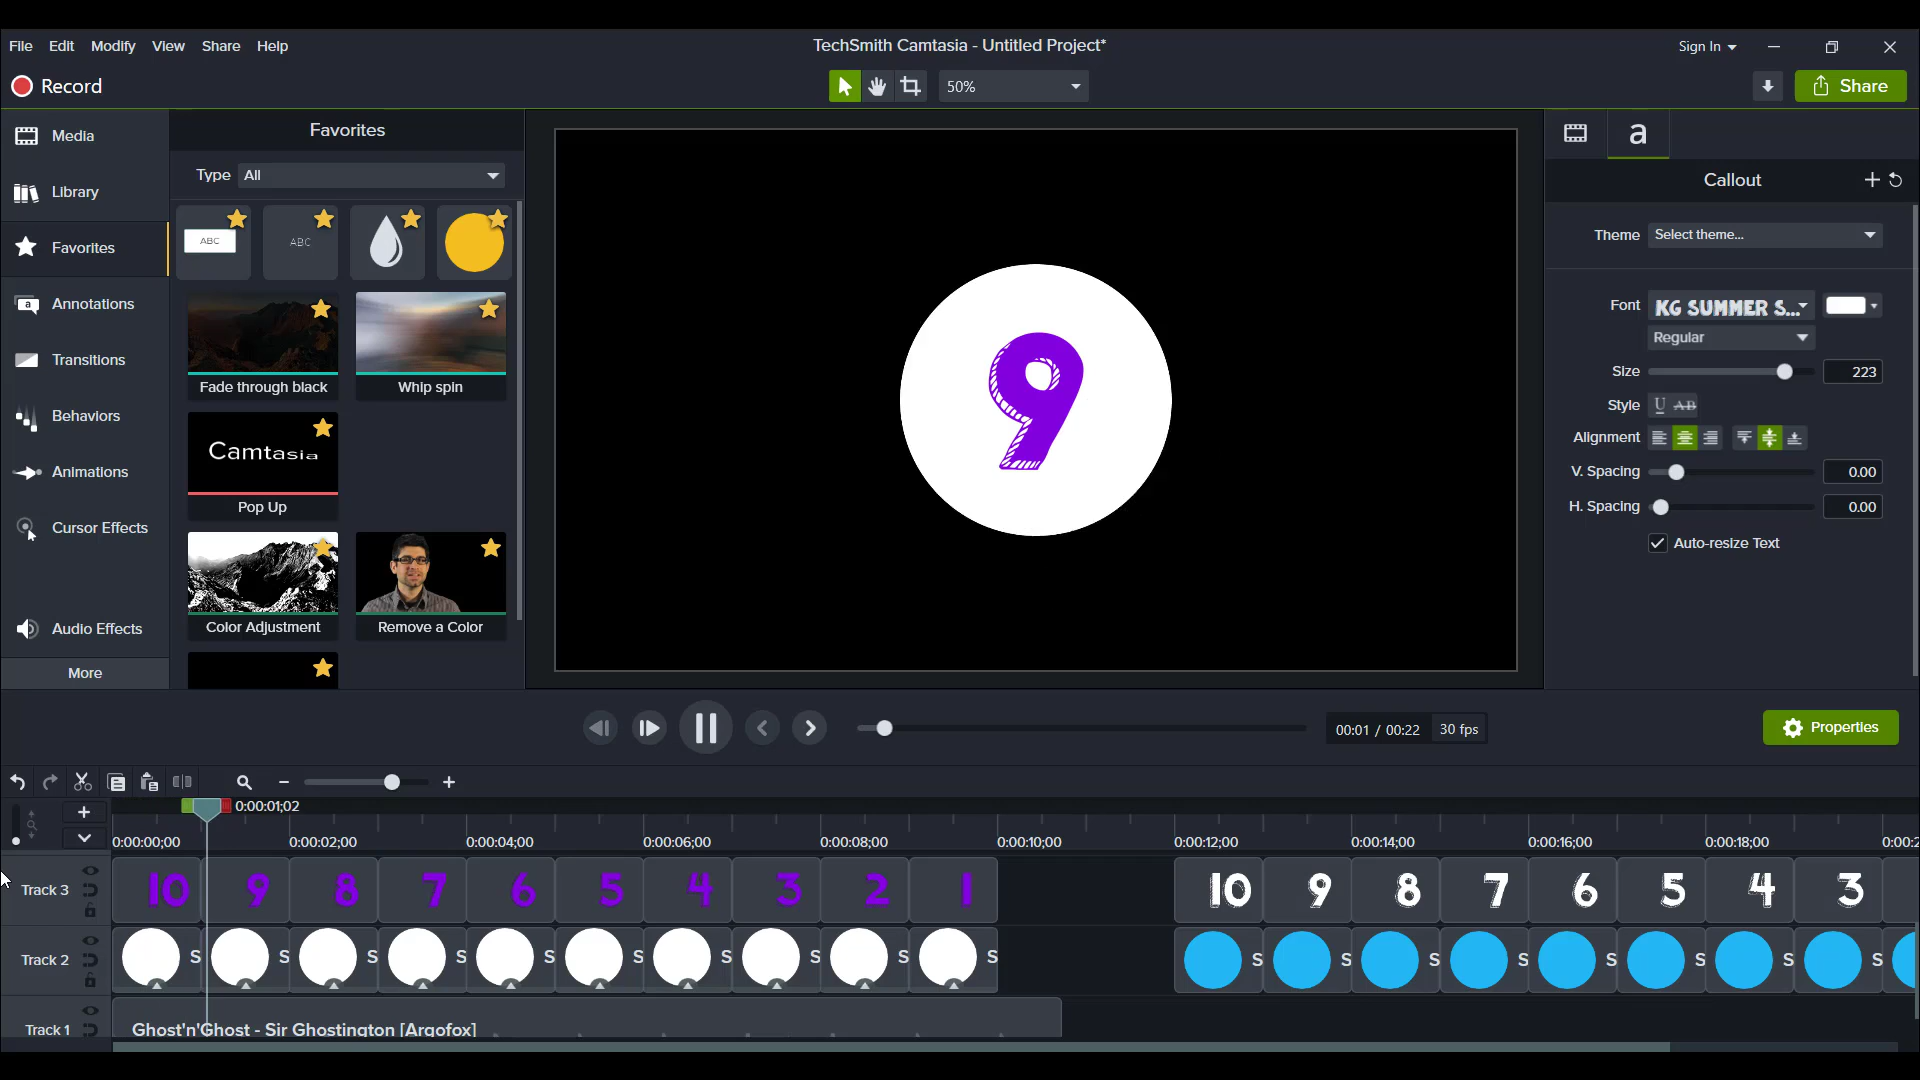 File Edit Modify View Share Help
TechSmith Camtasia - Untitled Project*
Sign In
Record
50%
Share
Media
Library
Favorites
Annotations
Transitions
Behaviors
Animations
Cursor Effects
Audio Effects
More
Favorites
Type All
ABC ABC
Fade through black Whip spin
Camtasia
Pop Up
Color Adjustment Remove a Color
9
a
Callout
Theme Select theme...
Font KG SUMMER S...
Regular
Size 223
Style U AB
Alignment
V. Spacing 0.00
H. Spacing 0.00
Auto-resize Text
00:01 / 00:22 30 fps
Properties
0:00:01;02
0:00:00;00 0:00:02;00 0:00:04;00 0:00:06;00 0:00:08;00 0:00:10;00 0:00:12;00 0:00:14;00 0:00:16;00 0:00:18;00 0:00:2
Track 3 10 9 8 7 6 5 4 3 2 1 10 9 8 7 6 5 4 3
Track 2 S S S S S S S S S S S S S S S S S S
Track 1 Ghost'n'Ghost - Sir Ghostington [Argofox]